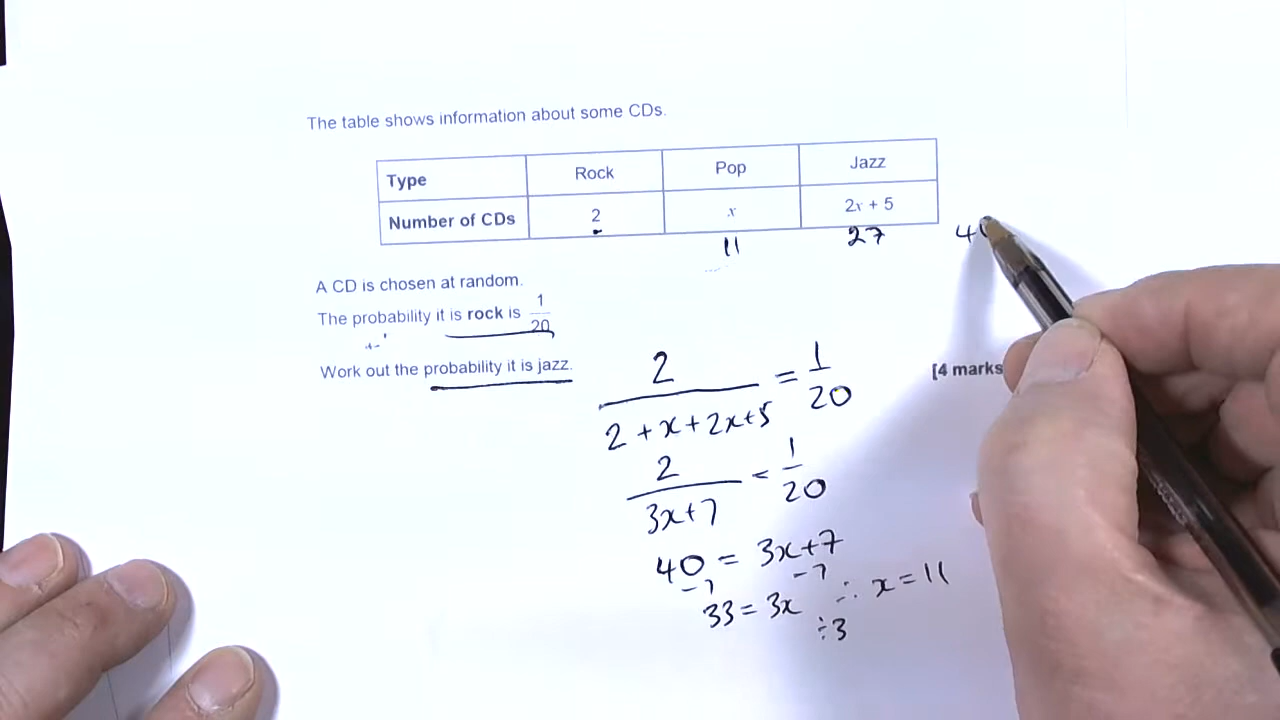 The table shows information about some CDs.
Type Rock Pop Jazz
Number of CDs 2 x 2x + 5
11 27 40
A CD is chosen at random.
The probability it is rock is 1/20
Work out the probability it is jazz.
[4 marks
2/(2 + x + 2x + 5) = 1/20
2/(3x + 7) = 1/20
40 = 3x + 7
-7 -7
33 = 3x ∴ x = 11
÷3